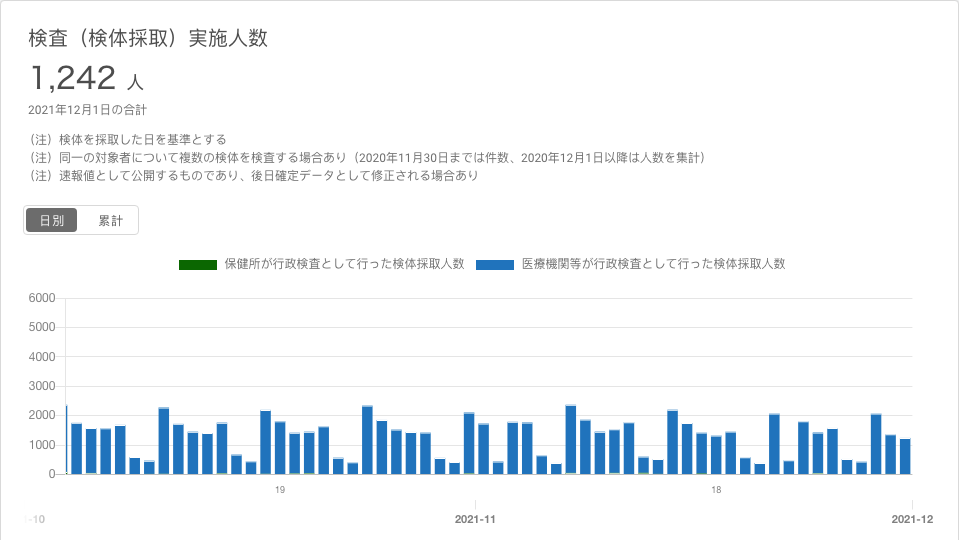 検査（検体採取）実施人数
1,242 人
2021年12月1日の合計
（注）検体を採取した日を基準とする
（注）同一の対象者について複数の検体を検査する場合あり（2020年11月30日までは件数、2020年12月1日以降は人数を集計）
（注）速報値として公開するものであり、後日確定データとして修正される場合あり
日別 累計
保健所が行政検査として行った検体採取人数 医療機関等が行政検査として行った検体採取人数
6000
5000
4000
3000
2000
1000
0
19 18
-10 2021-11 2021-12